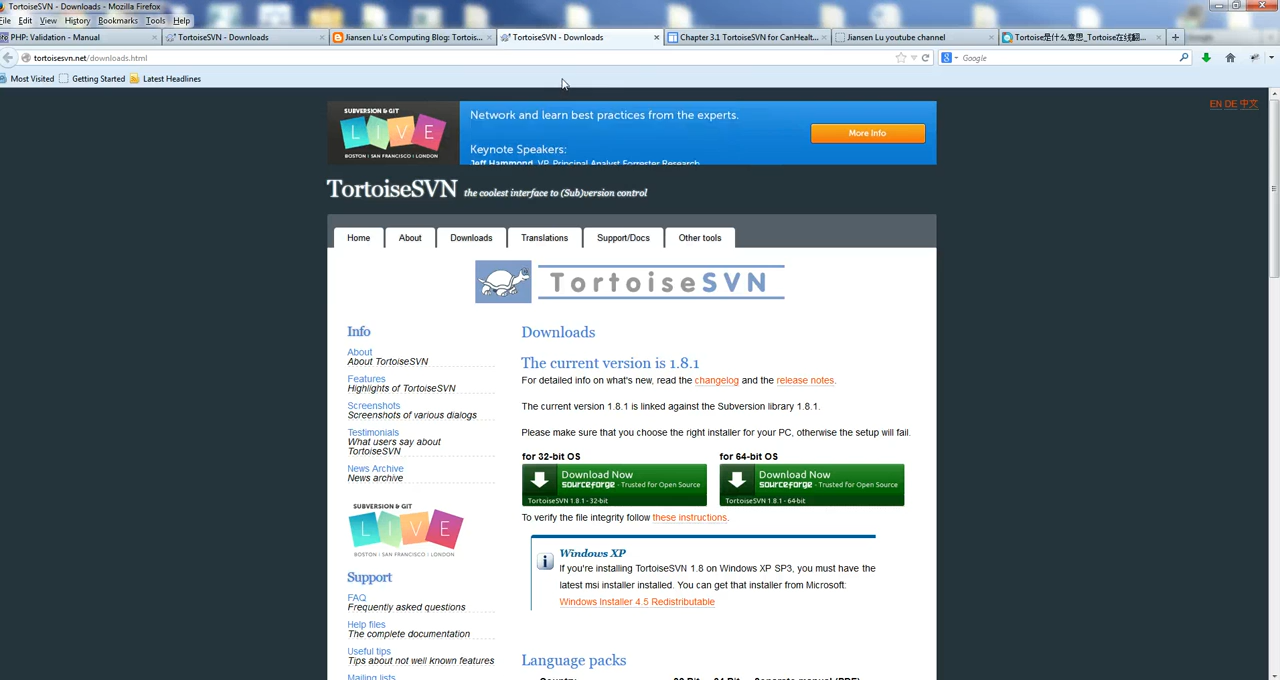 TortoiseSVN - Downloads - Mozilla Firefox
File Edit View History Bookmarks Tools Help
PHP: Validation - Manual
TortoiseSVN - Downloads
Jiansen Lu's Computing Blog: Tortois...
TortoiseSVN - Downloads
Chapter 3.1 TortoiseSVN for CanHealt...
Jiansen Lu youtube channel
Tortoise是什么意思_Tortoise在线翻...
tortoisesvn.net/downloads.html
Google
Most Visited Getting Started Latest Headlines
EN DE 中文
SUBVERSION & GIT
LIVE
BOSTON | SAN FRANCISCO | LONDON
Network and learn best practices from the experts.
Keynote Speakers:
Jeff Hammond, VP, Principal Analyst Forrester Research
More Info
TortoiseSVN the coolest interface to (Sub)version control
Home About Downloads Translations Support/Docs Other tools
TortoiseSVN
Info
About
About TortoiseSVN
Features
Highlights of TortoiseSVN
Screenshots
Screenshots of various dialogs
Testimonials
What users say about
TortoiseSVN
News Archive
News archive
SUBVERSION & GIT
LIVE
BOSTON | SAN FRANCISCO | LONDON
Support
FAQ
Frequently asked questions
Help files
The complete documentation
Useful tips
Tips about not well known features
Mailing lists
Downloads
The current version is 1.8.1
For detailed info on what's new, read the changelog and the release notes.
The current version 1.8.1 is linked against the Subversion library 1.8.1.
Please make sure that you choose the right installer for your PC, otherwise the setup will fail.
for 32-bit OS
Download Now
sourceforge - Trusted for Open Source
TortoiseSVN 1.8.1 - 32-bit
for 64-bit OS
Download Now
sourceforge - Trusted for Open Source
TortoiseSVN 1.8.1 - 64-bit
To verify the file integrity follow these instructions.
Windows XP
If you're installing TortoiseSVN 1.8 on Windows XP SP3, you must have the
latest msi installer installed. You can get that installer from Microsoft:
Windows Installer 4.5 Redistributable
Language packs